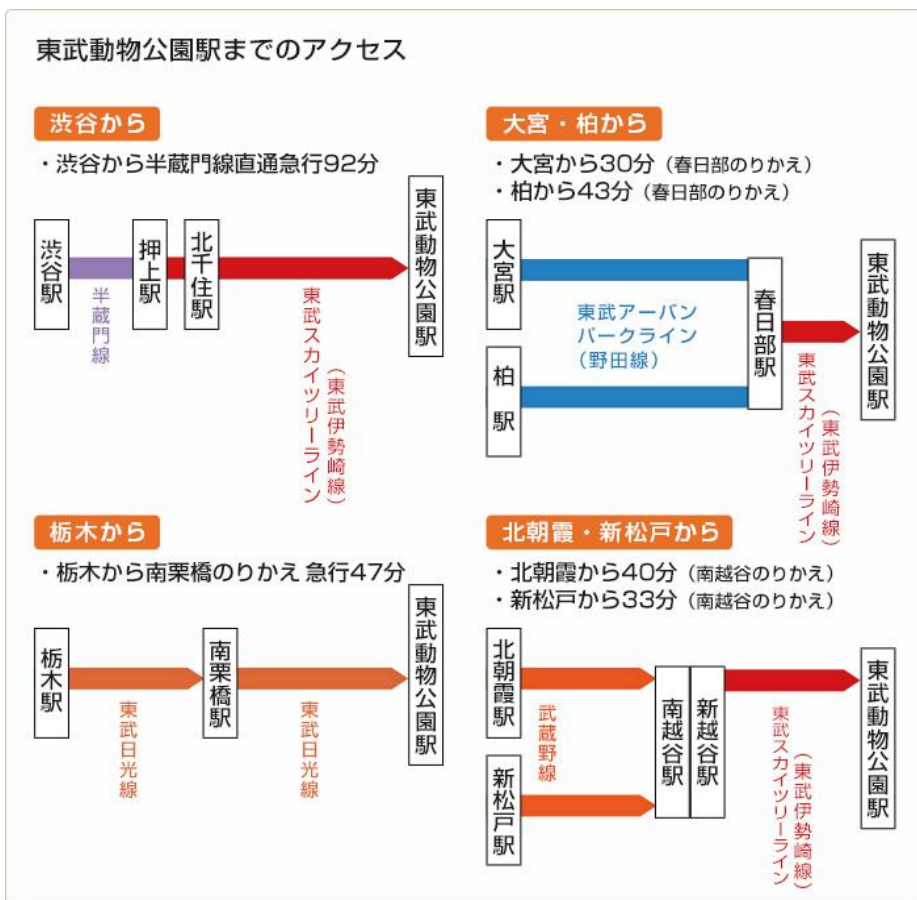 東武動物公園駅までのアクセス
渋谷から
・渋谷から半蔵門線直通急行92分
渋谷駅
半蔵門線
押上駅
北千住駅
東武スカイツリーライン
（東武伊勢崎線）
東武動物公園駅
大宮・柏から
・大宮から30分（春日部のりかえ）
・柏から43分（春日部のりかえ）
大宮駅
柏駅
東武アーバン
パークライン
（野田線）
春日部駅
東武スカイツリーライン
（東武伊勢崎線）
東武動物公園駅
栃木から
・栃木から南栗橋のりかえ 急行47分
栃木駅
東武日光線
南栗橋駅
東武日光線
東武動物公園駅
北朝霞・新松戸から
・北朝霞から40分（南越谷のりかえ）
・新松戸から33分（南越谷のりかえ）
北朝霞駅
新松戸駅
武蔵野線
南越谷駅
新越谷駅
東武スカイツリーライン
（東武伊勢崎線）
東武動物公園駅